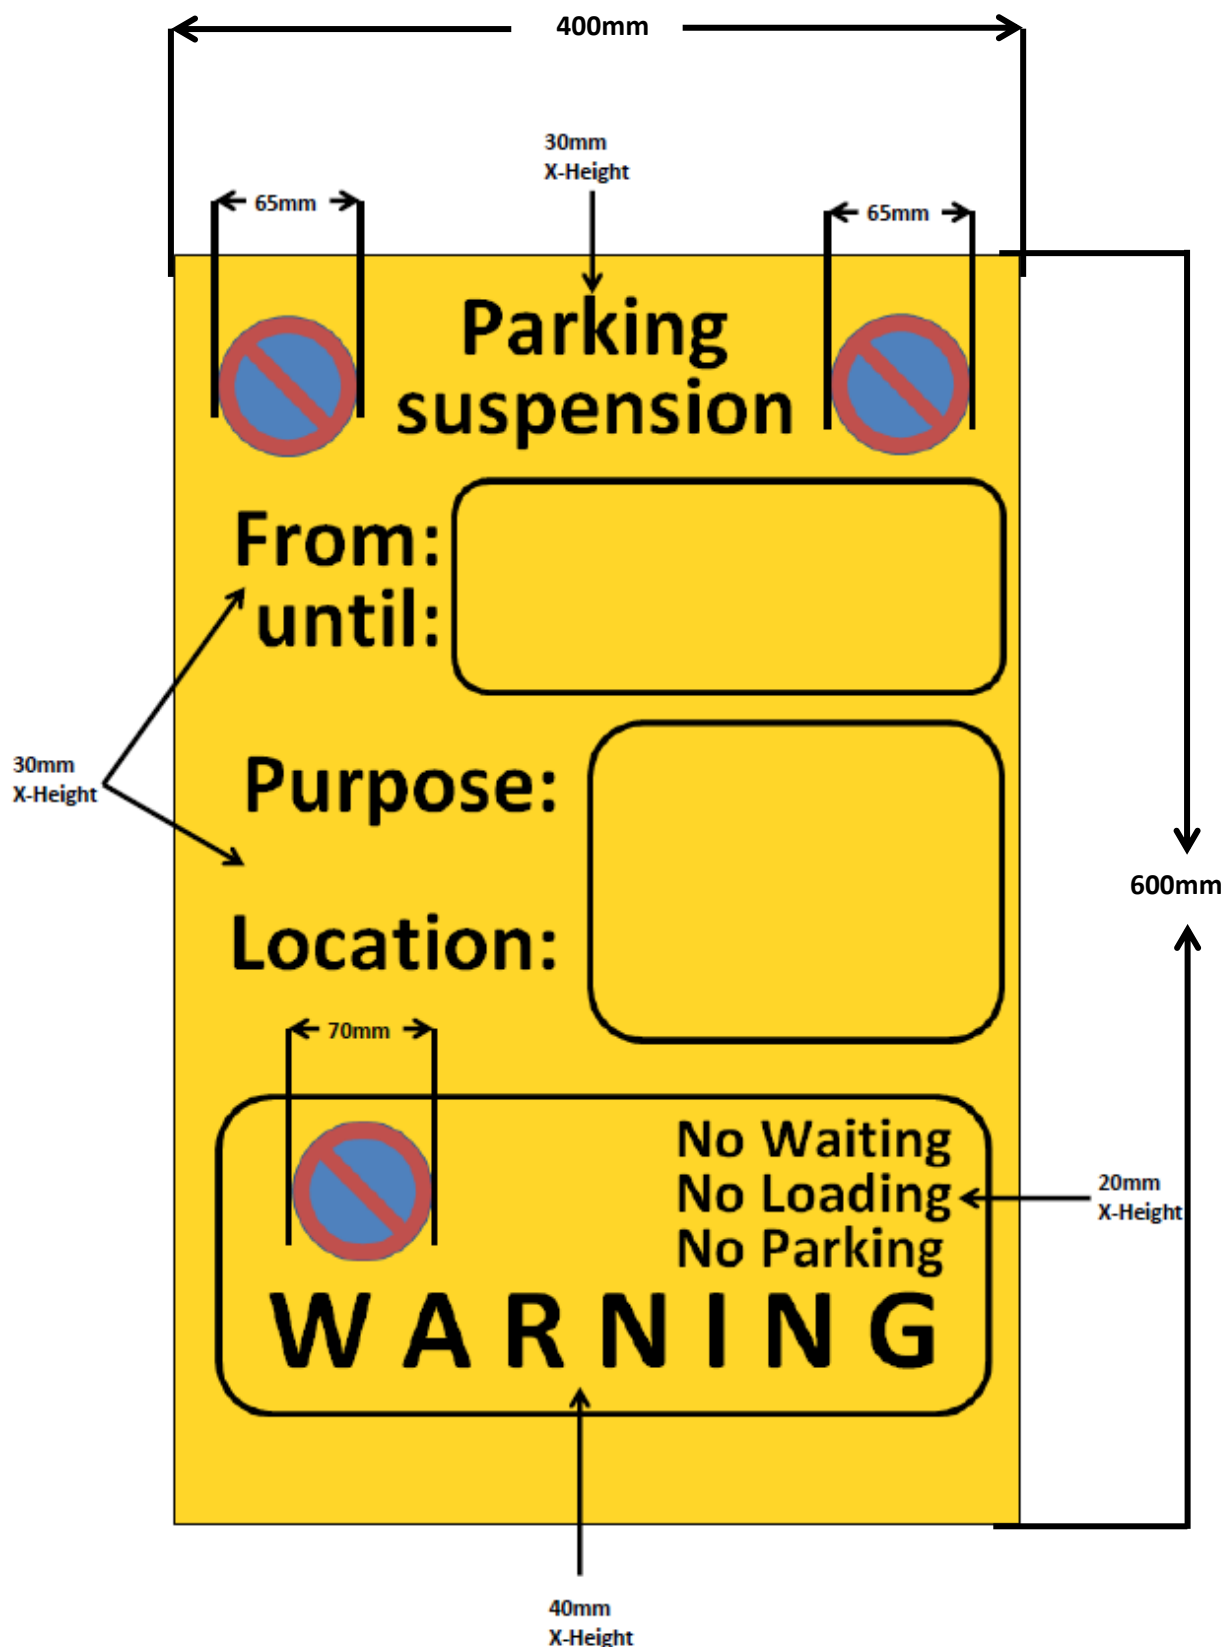 400mm
30mm
X-Height
65mm
65mm
Parking
suspension
From:
until:
30mm
X-Height
Purpose:
600mm
Location:
70mm
No Waiting
No Loading
No Parking
20mm
X-Height
WARNING
40mm
X-Height